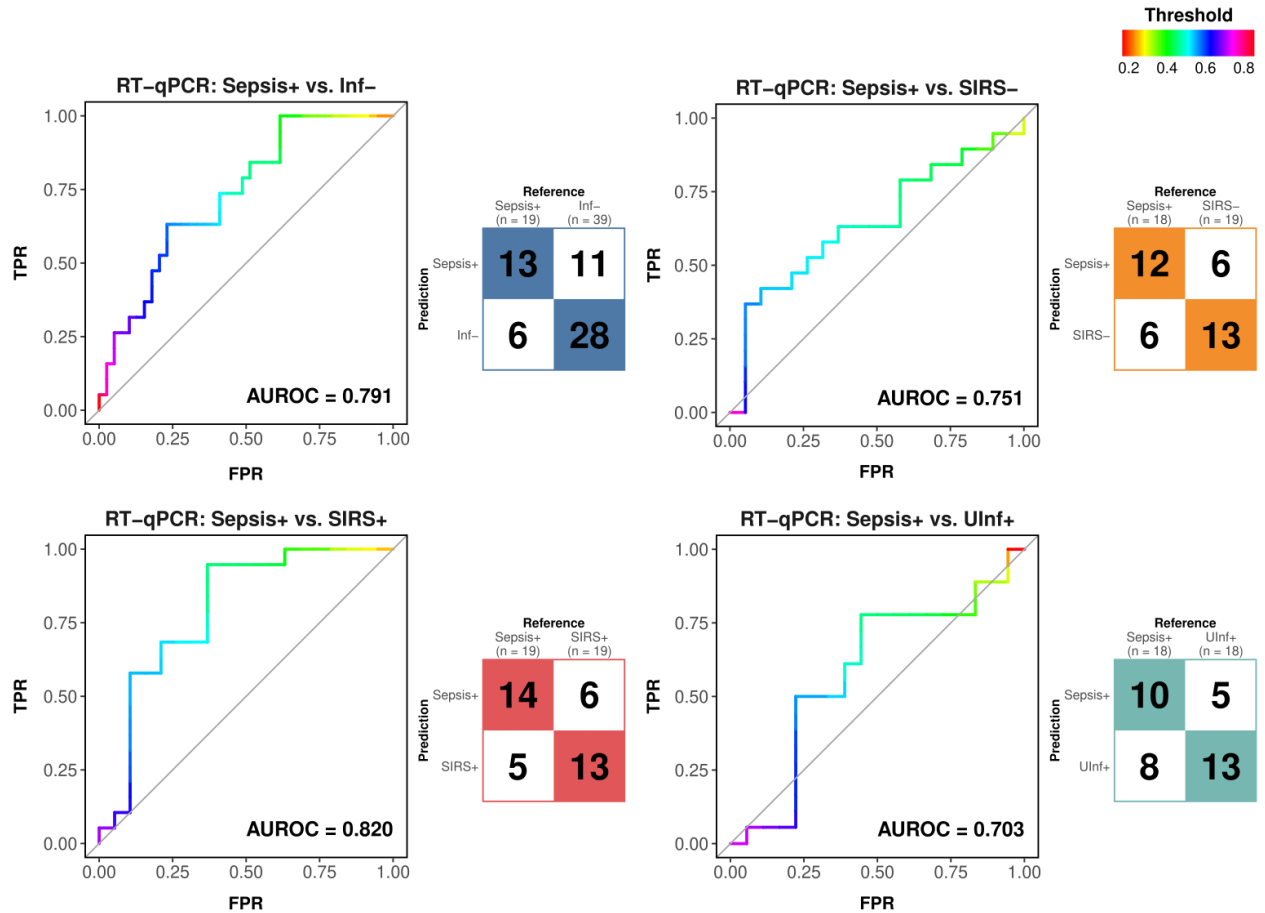 Threshold
0.2 0.4 0.6 0.8
RT−qPCR: Sepsis+ vs. Inf−
TPR
1.00
0.75
0.50
0.25
0.00
AUROC = 0.791
0.00 0.25 0.50 0.75 1.00
FPR
Reference
Sepsis+ Inf−
(n = 19) (n = 39)
Prediction
Sepsis+ 13 11
Inf− 6 28
RT−qPCR: Sepsis+ vs. SIRS−
TPR
1.00
0.75
0.50
0.25
0.00
AUROC = 0.751
0.00 0.25 0.50 0.75 1.00
FPR
Reference
Sepsis+ SIRS−
(n = 18) (n = 19)
Prediction
Sepsis+ 12 6
SIRS− 6 13
RT−qPCR: Sepsis+ vs. SIRS+
TPR
1.00
0.75
0.50
0.25
0.00
AUROC = 0.820
0.00 0.25 0.50 0.75 1.00
FPR
Reference
Sepsis+ SIRS+
(n = 19) (n = 19)
Prediction
Sepsis+ 14 6
SIRS+ 5 13
RT−qPCR: Sepsis+ vs. UInf+
TPR
1.00
0.75
0.50
0.25
0.00
AUROC = 0.703
0.00 0.25 0.50 0.75 1.00
FPR
Reference
Sepsis+ UInf+
(n = 18) (n = 18)
Prediction
Sepsis+ 10 5
UInf+ 8 13